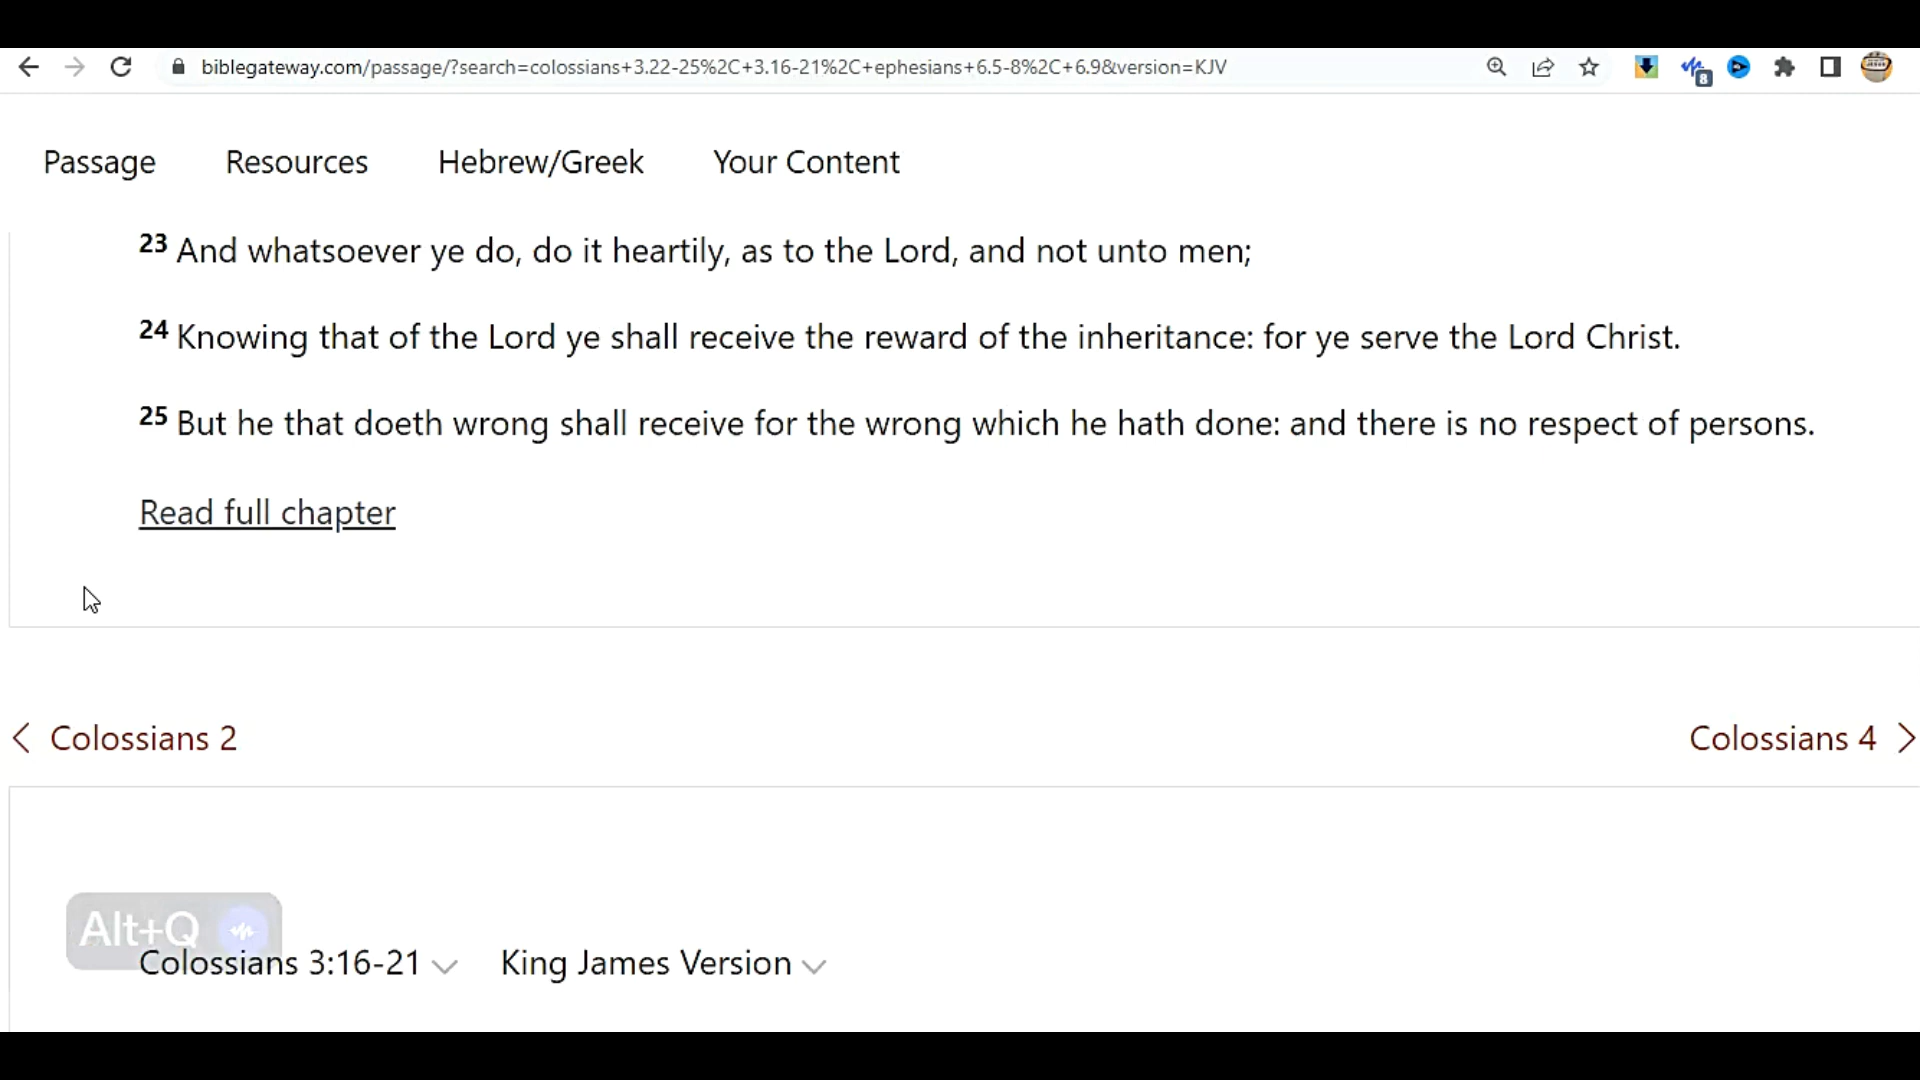 biblegateway.com/passage/?search=colossians+3.22-25%2C+3.16-21%2C+ephesians+6.5-8%2C+6.9&version=KJV
8
Passage Resources Hebrew/Greek Your Content
23 And whatsoever ye do, do it heartily, as to the Lord, and not unto men;
24 Knowing that of the Lord ye shall receive the reward of the inheritance: for ye serve the Lord Christ.
25 But he that doeth wrong shall receive for the wrong which he hath done: and there is no respect of persons.
Read full chapter
Colossians 2
Colossians 4
Alt+Q
Colossians 3:16-21 King James Version